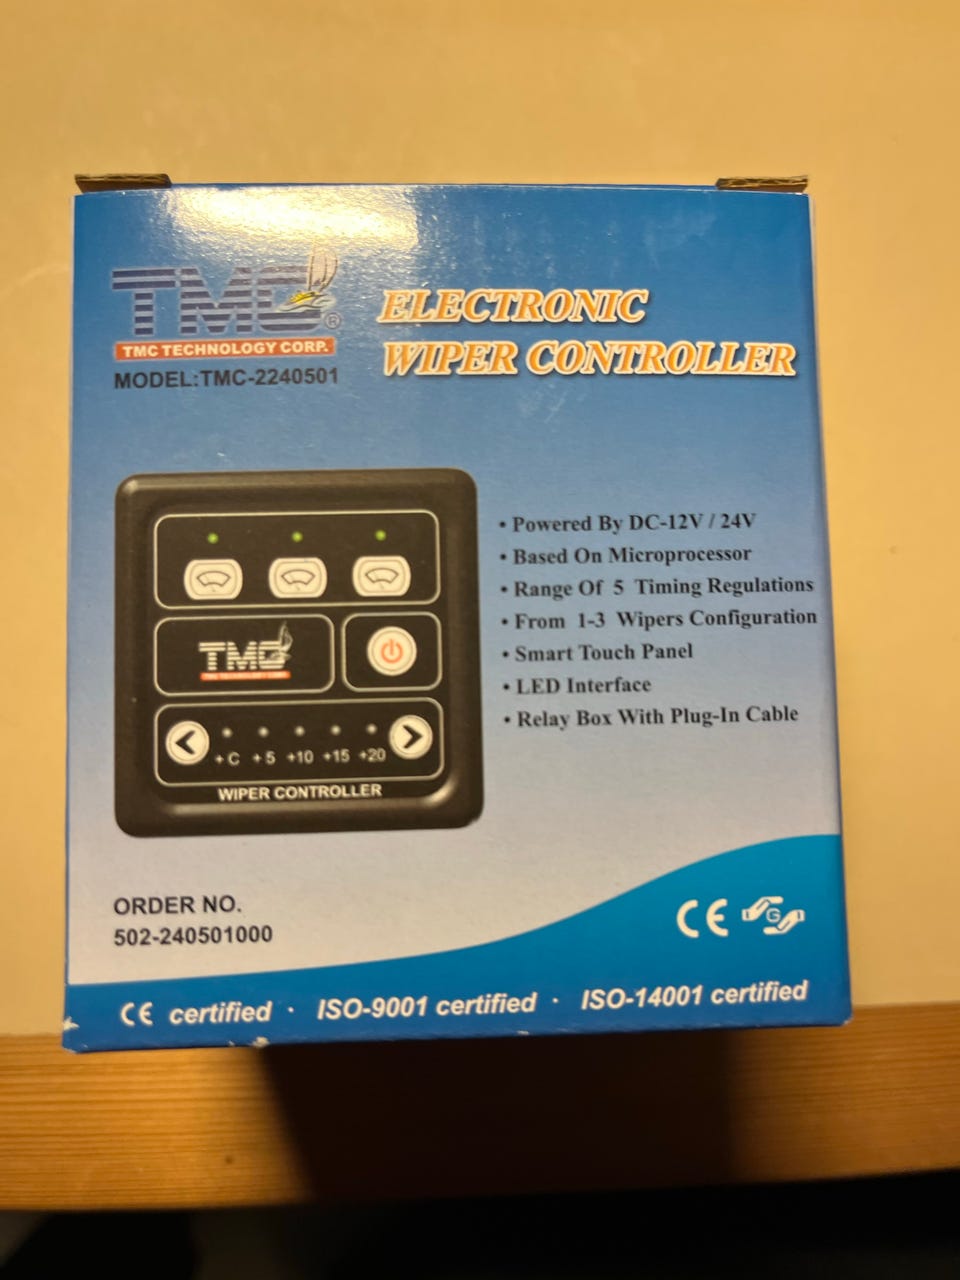 TMC®
TMC TECHNOLOGY CORP.
MODEL:TMC-2240501
ELECTRONIC
WIPER CONTROLLER
TMC
TMC TECHNOLOGY CORP.
+ C +5 +10 +15 +20
WIPER CONTROLLER
• Powered By DC-12V / 24V
• Based On Microprocessor
• Range Of 5 Timing Regulations
• From 1-3 Wipers Configuration
• Smart Touch Panel
• LED Interface
• Relay Box With Plug-In Cable
ORDER NO.
502-240501000
CE G
CE certified · ISO-9001 certified · ISO-14001 certified